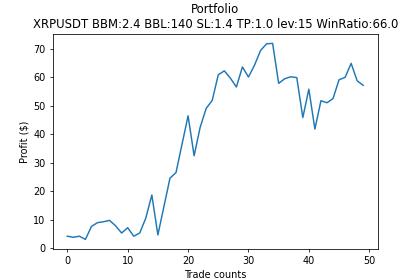 Portfolio
XRPUSDT BBM:2.4 BBL:140 SL:1.4 TP:1.0 lev:15 WinRatio:66.0
70
60
50
40
30
20
10
0
Profit ($)
0 10 20 30 40 50
Trade counts